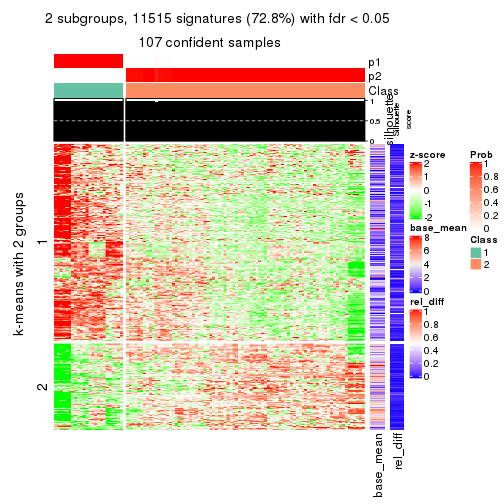 2 subgroups, 11515 signatures (72.8%) with fdr < 0.05
107 confident samples
p1
p2
Class
silhouette
Silhouette
score
1
0.5
0
k-means with 2 groups
1
2
base_mean
rel_diff
z-score
2
1
0
-1
-2
base_mean
8
6
4
2
0
rel_diff
1
0.8
0.6
0.4
0.2
0
Prob
1
0.8
0.6
0.4
0.2
0
Class
1
2